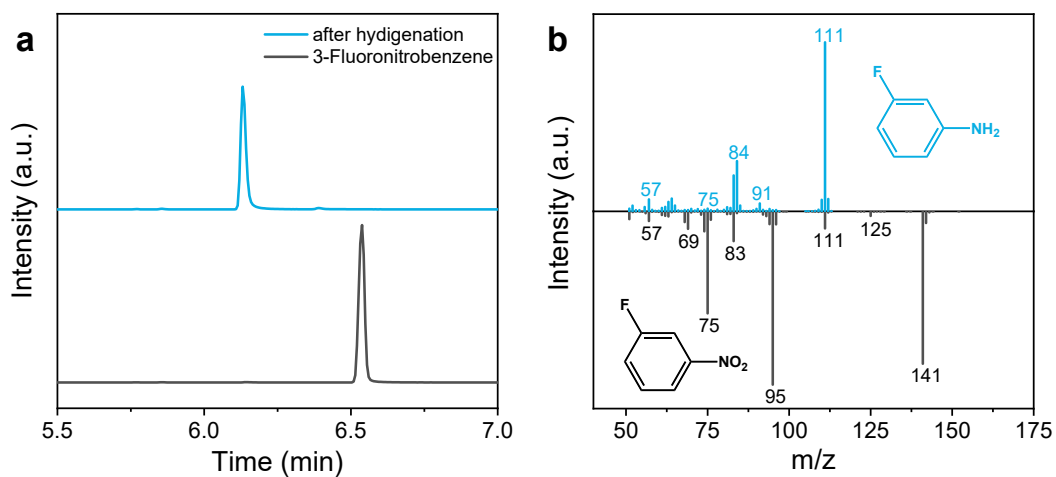 a
after hydigenation
3-Fluoronitrobenzene
Intensity (a.u.)
5.5 6.0 6.5 7.0
Time (min)
b
111
F
NH2
84
57 75 91
Intensity (a.u.)
57 69 83 111 125
75
F
NO2
95
141
50 75 100 125 150 175
m/z